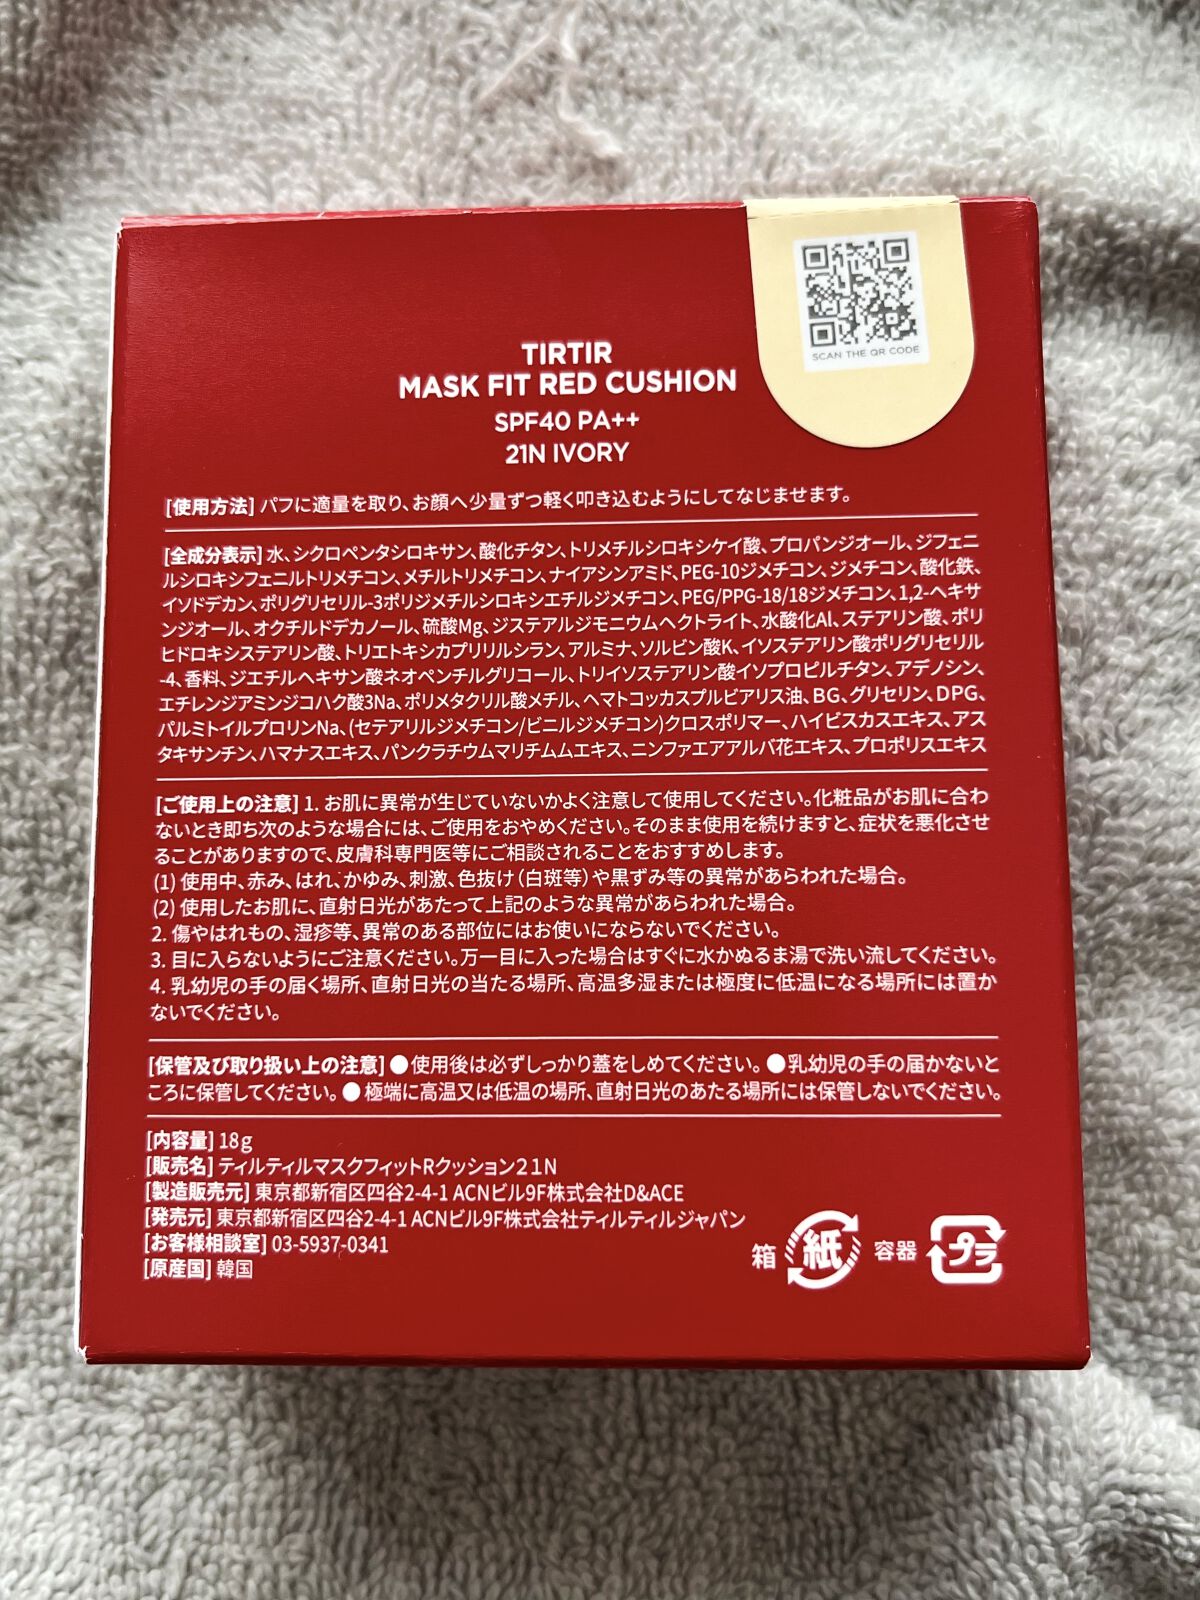 SCAN THE QR CODE
TIRTIR
MASK FIT RED CUSHION
SPF40 PA++
21N IVORY
[使用方法] パフに適量を取り、お顔へ少量ずつ軽く叩き込むようにしてなじませます。
[全成分表示] 水、シクロペンタシロキサン、酸化チタン、トリメチルシロキシケイ酸、プロパンジオール、ジフェニ
ルシロキシフェニルトリメチコン、メチルトリメチコン、ナイアシンアミド、PEG-10ジメチコン、ジメチコン、酸化鉄、
イソドデカン、ポリグリセリル-3ポリジメチルシロキシエチルジメチコン、PEG/PPG-18/18ジメチコン、1,2-ヘキサ
ンジオール、オクチルドデカノール、硫酸Mg、ジステアルジモニウムヘクトライト、水酸化Al、ステアリン酸、ポリ
ヒドロキシステアリン酸、トリエトキシカプリリルシラン、アルミナ、ソルビン酸K、イソステアリン酸ポリグリセリル
-4、香料、ジエチルヘキサン酸ネオペンチルグリコール、トリイソステアリン酸イソプロピルチタン、アデノシン、
エチレンジアミンジコハク酸3Na、ポリメタクリル酸メチル、ヘマトコッカスプルビアリス油、BG、グリセリン、DPG、
パルミトイルプロリンNa、(セテアリルジメチコン/ビニルジメチコン)クロスポリマー、ハイビスカスエキス、アス
タキサンチン、ハマナスエキス、パンクラチウムマリチムムエキス、ニンファエアアルバ花エキス、プロポリスエキス
[ご使用上の注意] 1. お肌に異常が生じていないかよく注意して使用してください。化粧品がお肌に合わ
ないとき即ち次のような場合には、ご使用をおやめください。そのまま使用を続けますと、症状を悪化させ
ることがありますので、皮膚科専門医等にご相談されることをおすすめします。
(1) 使用中、赤み、はれ、かゆみ、刺激、色抜け(白斑等)や黒ずみ等の異常があらわれた場合。
(2) 使用したお肌に、直射日光があたって上記のような異常があらわれた場合。
2. 傷やはれもの、湿疹等、異常のある部位にはお使いにならないでください。
3. 目に入らないようにご注意ください。万一目に入った場合はすぐに水かぬるま湯で洗い流してください。
4. 乳幼児の手の届く場所、直射日光の当たる場所、高温多湿または極度に低温になる場所には置か
ないでください。
[保管及び取り扱い上の注意] ●使用後は必ずしっかり蓋をしめてください。 ●乳幼児の手の届かないと
ころに保管してください。 ● 極端に高温又は低温の場所、直射日光のあたる場所には保管しないでください。
[内容量] 18g
[販売名] ティルティルマスクフィットRクッション21N
[製造販売元] 東京都新宿区四谷2-4-1 ACNビル9F株式会社D&ACE
[発売元] 東京都新宿区四谷2-4-1 ACNビル9F株式会社ティルティルジャパン
[お客様相談室] 03-5937-0341
[原産国] 韓国
箱 紙 容器 プラ